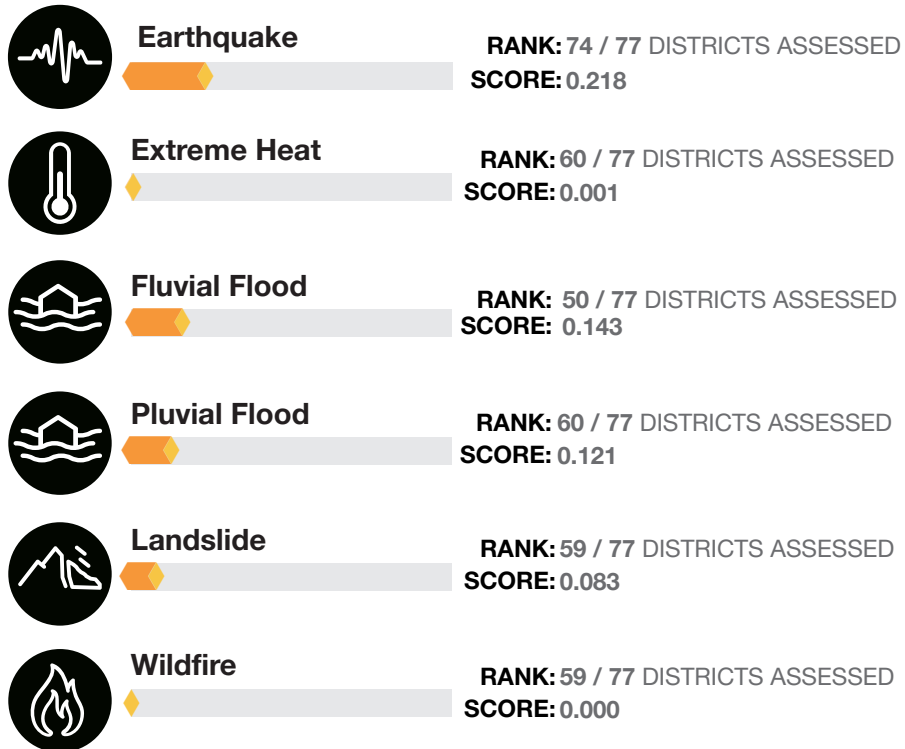 Earthquake
RANK: 74 / 77 DISTRICTS ASSESSED
SCORE: 0.218
Extreme Heat
RANK: 60 / 77 DISTRICTS ASSESSED
SCORE: 0.001
Fluvial Flood
RANK: 50 / 77 DISTRICTS ASSESSED
SCORE: 0.143
Pluvial Flood
RANK: 60 / 77 DISTRICTS ASSESSED
SCORE: 0.121
Landslide
RANK: 59 / 77 DISTRICTS ASSESSED
SCORE: 0.083
Wildfire
RANK: 59 / 77 DISTRICTS ASSESSED
SCORE: 0.000